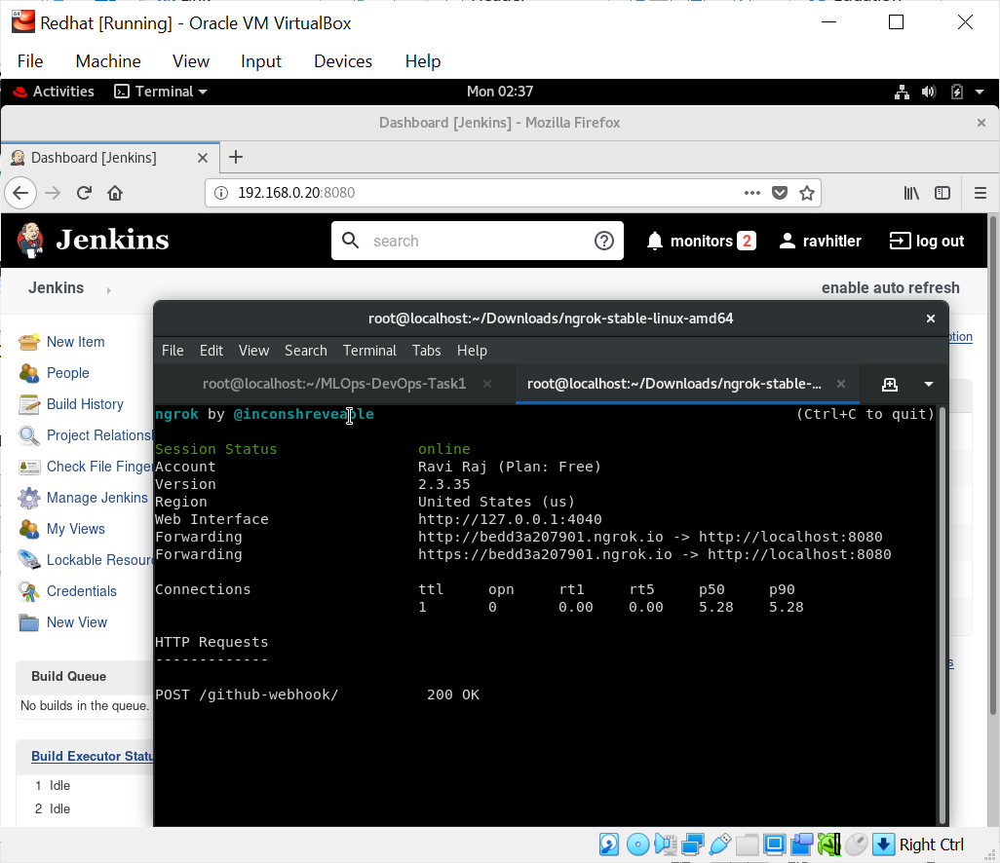 Redhat [Running] - Oracle VM VirtualBox
File Machine View Input Devices Help
Activities Terminal Mon 02:37
Dashboard [Jenkins] - Mozilla Firefox
Dashboard [Jenkins]
192.168.0.20:8080
Jenkins search monitors 2 ravhitler log out
Jenkins enable auto refresh
New Item
People
Build History
Project Relations
Check File Finger
Manage Jenkins
My Views
Lockable Resour
Credentials
New View
Build Queue
No builds in the queue.
Build Executor Statu
1 Idle
2 Idle
root@localhost:~/Downloads/ngrok-stable-linux-amd64
File Edit View Search Terminal Tabs Help
root@localhost:~/MLOps-DevOps-Task1 root@localhost:~/Downloads/ngrok-stable-...
ngrok by @inconshreveable (Ctrl+C to quit)
Session Status online
Account Ravi Raj (Plan: Free)
Version 2.3.35
Region United States (us)
Web Interface http://127.0.0.1:4040
Forwarding http://bedd3a207901.ngrok.io -> http://localhost:8080
Forwarding https://bedd3a207901.ngrok.io -> http://localhost:8080
Connections ttl opn rt1 rt5 p50 p90
1 0 0.00 0.00 5.28 5.28
HTTP Requests
-------------
POST /github-webhook/ 200 OK
Right Ctrl